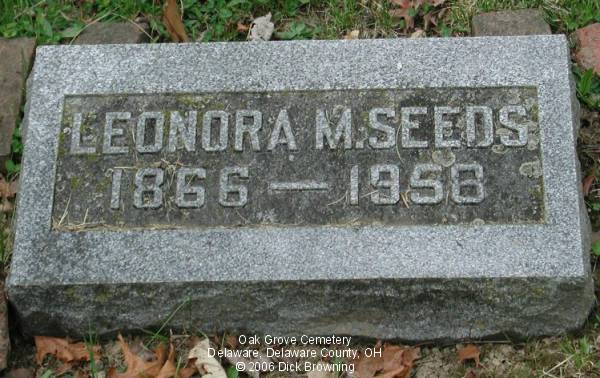 LEONORA M. SEEDS
1866 — 1958
Oak Grove Cemetery
Delaware, Delaware County, OH
© 2006 Dick Browning